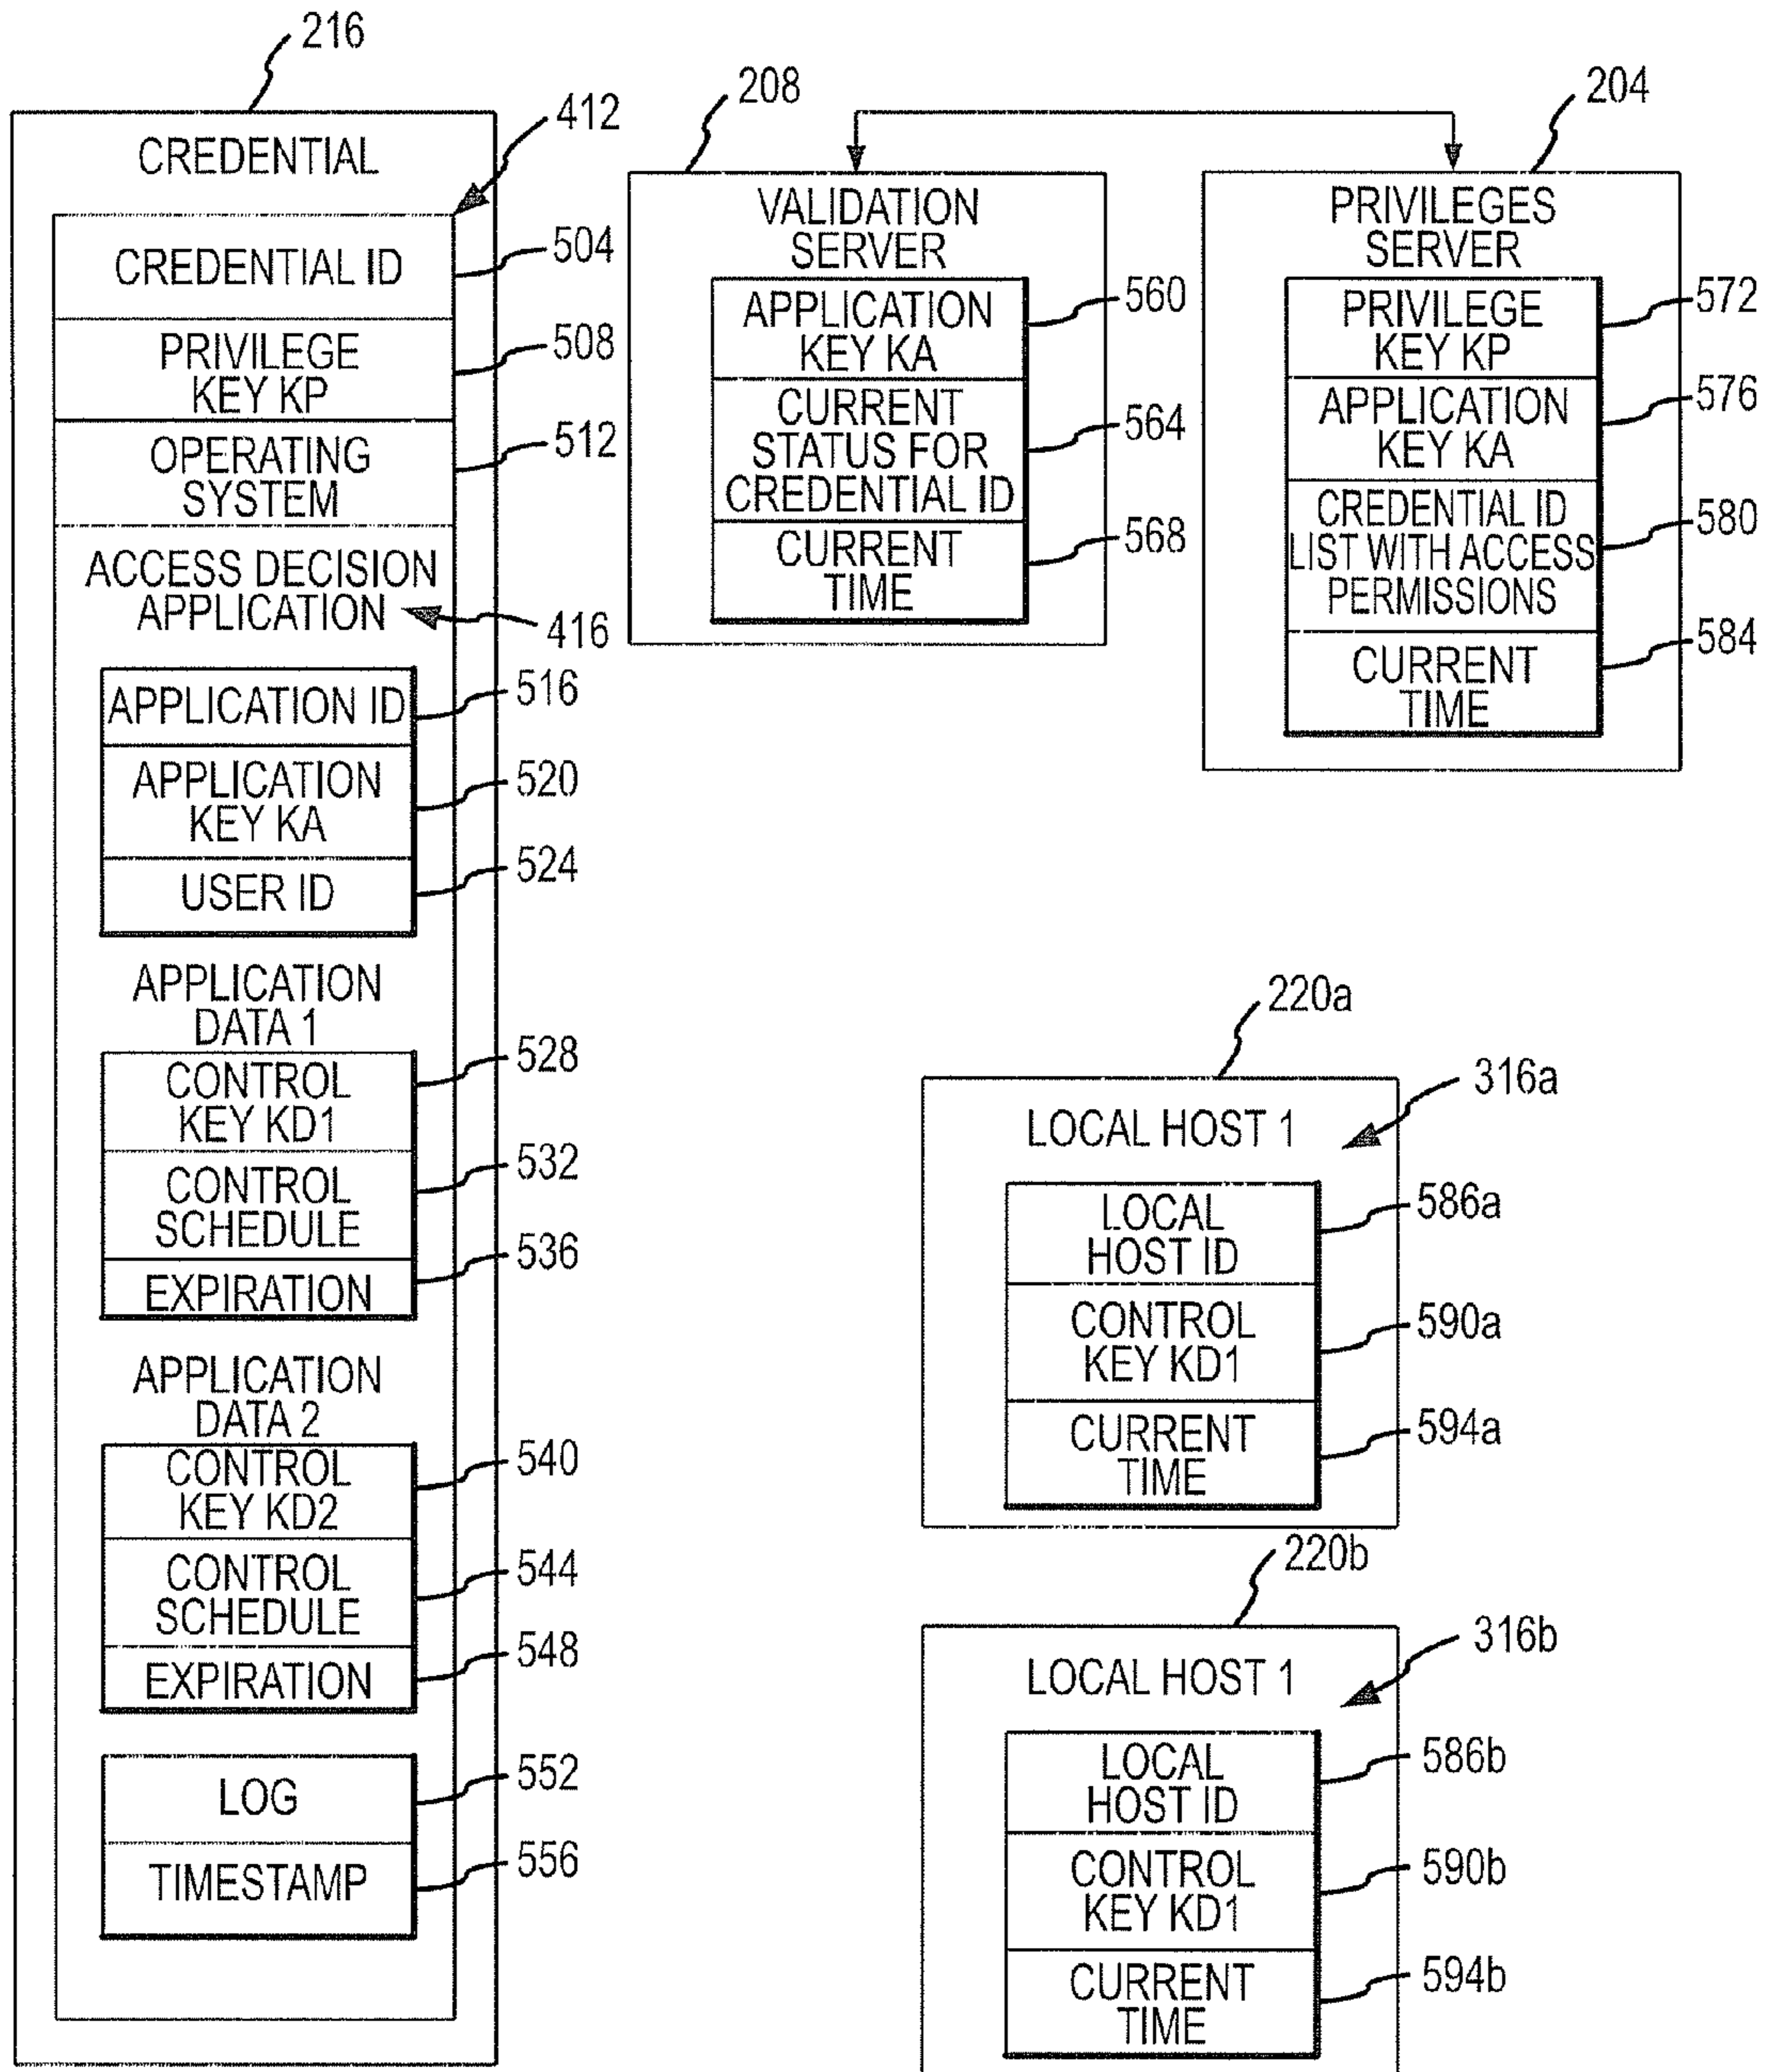 216
CREDENTIAL
412
CREDENTIAL ID
504
PRIVILEGE
KEY KP
508
OPERATING
SYSTEM
512
ACCESS DECISION
APPLICATION
416
APPLICATION ID
516
APPLICATION
KEY KA
520
USER ID
524
APPLICATION
DATA 1
CONTROL
KEY KD1
528
CONTROL
SCHEDULE
532
EXPIRATION
536
APPLICATION
DATA 2
CONTROL
KEY KD2
540
CONTROL
SCHEDULE
544
EXPIRATION
548
LOG
552
TIMESTAMP
556
208
VALIDATION
SERVER
APPLICATION
KEY KA
560
CURRENT
STATUS FOR
CREDENTIAL ID
564
CURRENT
TIME
568
204
PRIVILEGES
SERVER
PRIVILEGE
KEY KP
572
APPLICATION
KEY KA
576
CREDENTIAL ID
LIST WITH ACCESS
PERMISSIONS
580
CURRENT
TIME
584
220a
LOCAL HOST 1
316a
LOCAL
HOST ID
586a
CONTROL
KEY KD1
590a
CURRENT
TIME
594a
220b
LOCAL HOST 1
316b
LOCAL
HOST ID
586b
CONTROL
KEY KD1
590b
CURRENT
TIME
594b